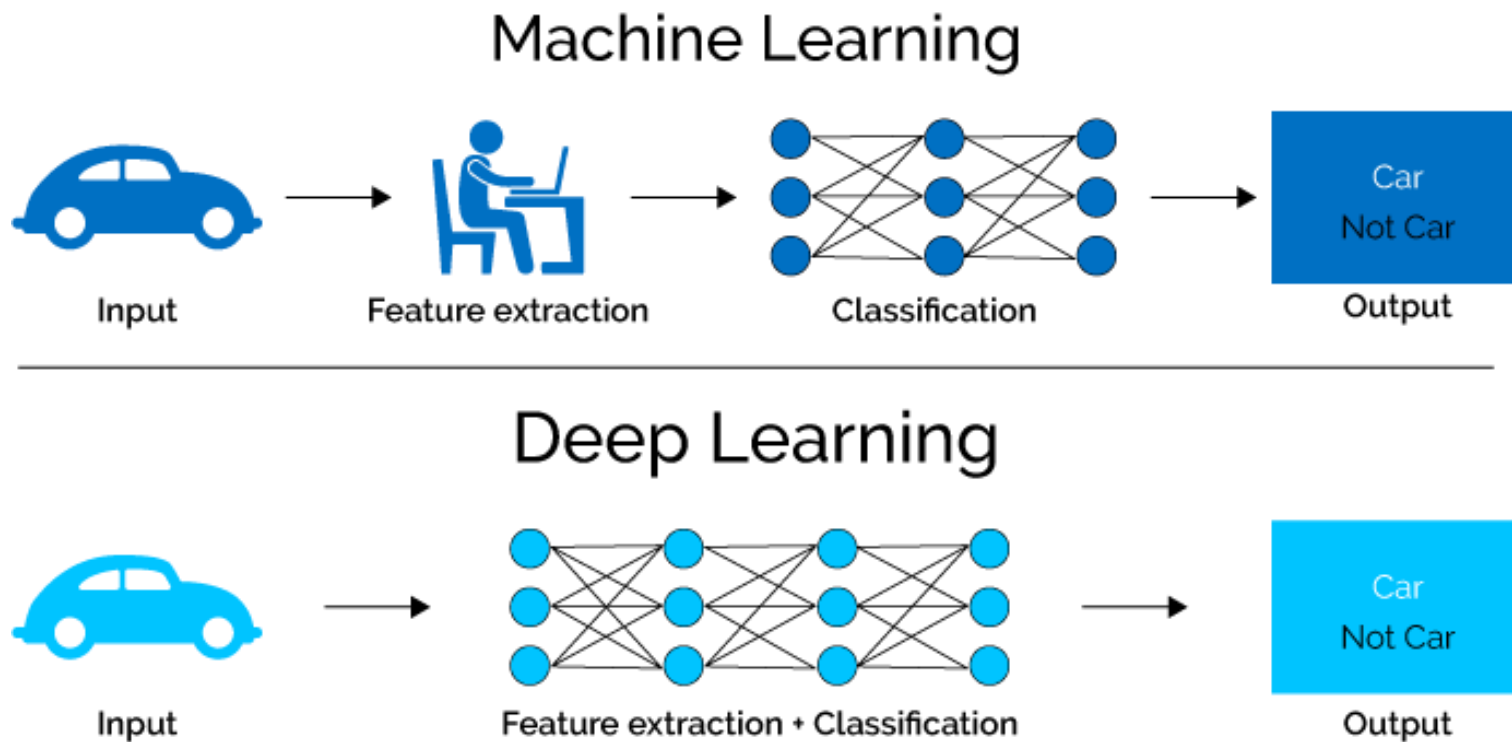 Machine Learning
Car
Not Car
Input
Feature extraction
Classification
Output
Deep Learning
Car
Not Car
Input
Feature extraction + Classification
Output